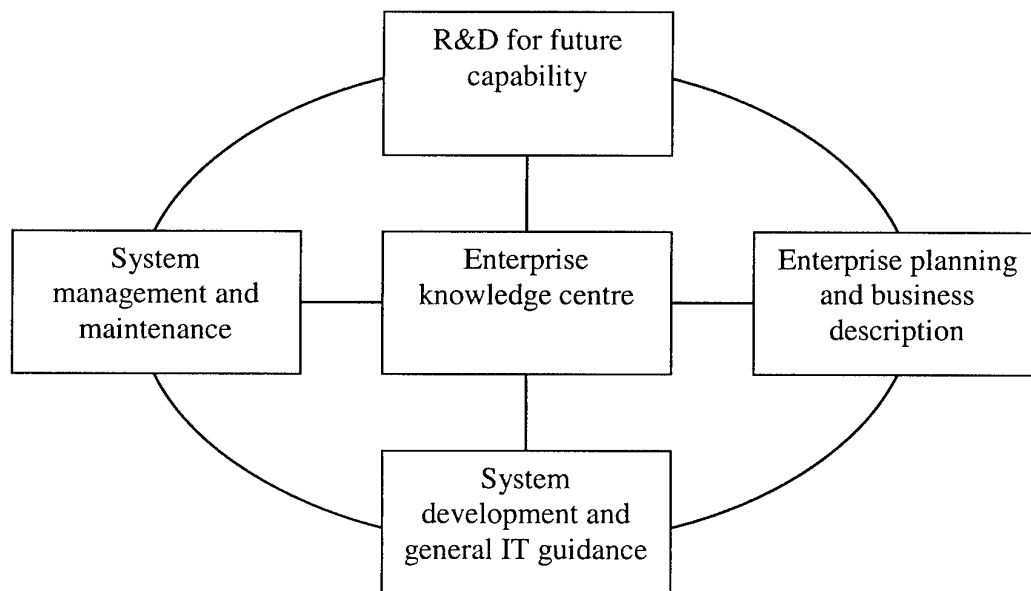 R&D for future
capability
System
management and
maintenance
Enterprise
knowledge centre
Enterprise planning
and business
description
System
development and
general IT guidance